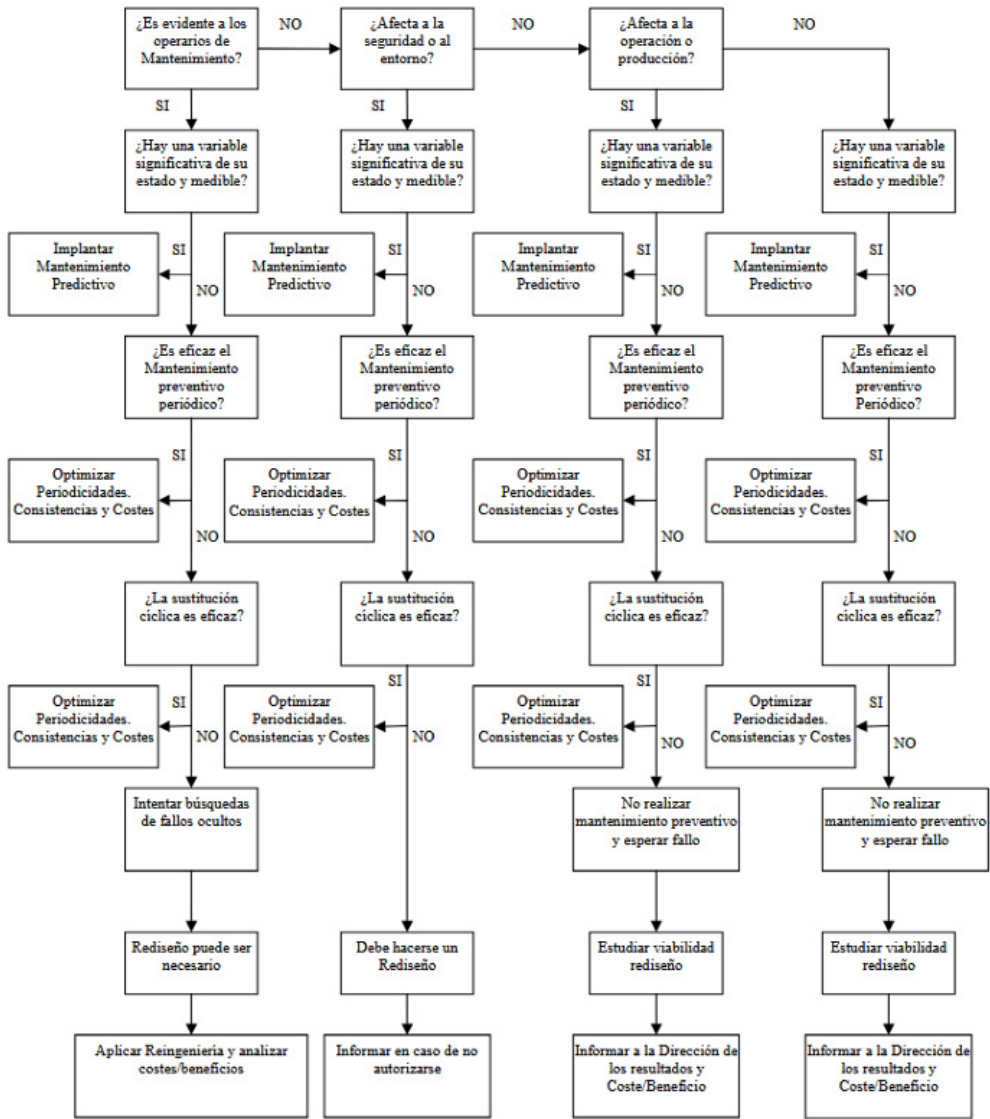 ¿Es evidente a los
operarios de
Mantenimiento?
NO
¿Afecta a la
seguridad o al
entorno?
NO
¿Afecta a la
operación o
producción?
NO
SI
SI
SI
¿Hay una variable
significativa de su
estado y medible?
¿Hay una variable
significativa de su
estado y medible?
¿Hay una variable
significativa de su
estado y medible?
¿Hay una variable
significativa de su
estado y medible?
Implantar
Mantenimiento
Predictivo
SI
NO
Implantar
Mantenimiento
Predictivo
SI
NO
Implantar
Mantenimiento
Predictivo
SI
NO
Implantar
Mantenimiento
Predictivo
SI
NO
¿Es eficaz el
Mantenimiento
preventivo
periódico?
¿Es eficaz el
Mantenimiento
preventivo
periódico?
¿Es eficaz el
Mantenimiento
preventivo
periódico?
¿Es eficaz el
Mantenimiento
preventivo
Periódico?
Optimizar
Periodicidades.
Consistencias y Costes
SI
NO
Optimizar
Periodicidades.
Consistencias y Costes
SI
NO
Optimizar
Periodicidades.
Consistencias y Costes
SI
NO
Optimizar
Periodicidades.
Consistencias y Costes
SI
NO
¿La sustitución
cíclica es eficaz?
¿La sustitución
cíclica es eficaz?
¿La sustitución
cíclica es eficaz?
¿La sustitución
cíclica es eficaz?
Optimizar
Periodicidades.
Consistencias y Costes
SI
NO
Optimizar
Periodicidades.
Consistencias y Costes
SI
NO
Optimizar
Periodicidades.
Consistencias y Costes
SI
NO
Optimizar
Periodicidades.
Consistencias y Costes
SI
NO
Intentar búsquedas
de fallos ocultos
No realizar
mantenimiento preventivo
y esperar fallo
No realizar
mantenimiento preventivo
y esperar fallo
Rediseño puede ser
necesario
Debe hacerse un
Rediseño
Estudiar viabilidad
rediseño
Estudiar viabilidad
rediseño
Aplicar Reingeniería y analizar
costes/beneficios
Informar en caso de no
autorizarse
Informar a la Dirección de
los resultados y
Coste/Beneficio
Informar a la Dirección de
los resultados y
Coste/Beneficio